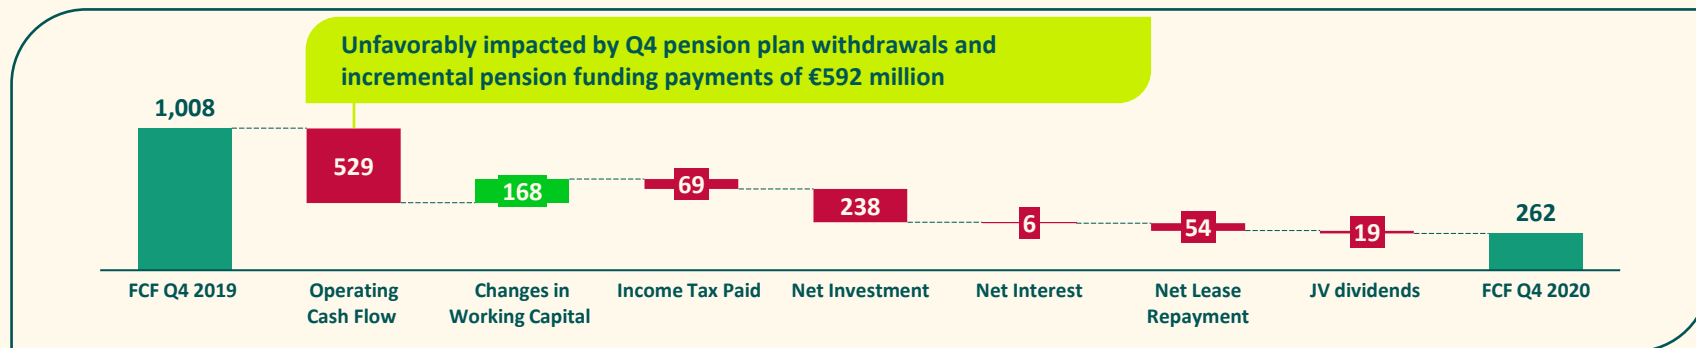 Unfavorably impacted by Q4 pension plan withdrawals and
incremental pension funding payments of €592 million
1,008
529
168
69
238
6
54
19
262
FCF Q4 2019
Operating
Cash Flow
Changes in
Working Capital
Income Tax Paid
Net Investment
Net Interest
Net Lease
Repayment
JV dividends
FCF Q4 2020